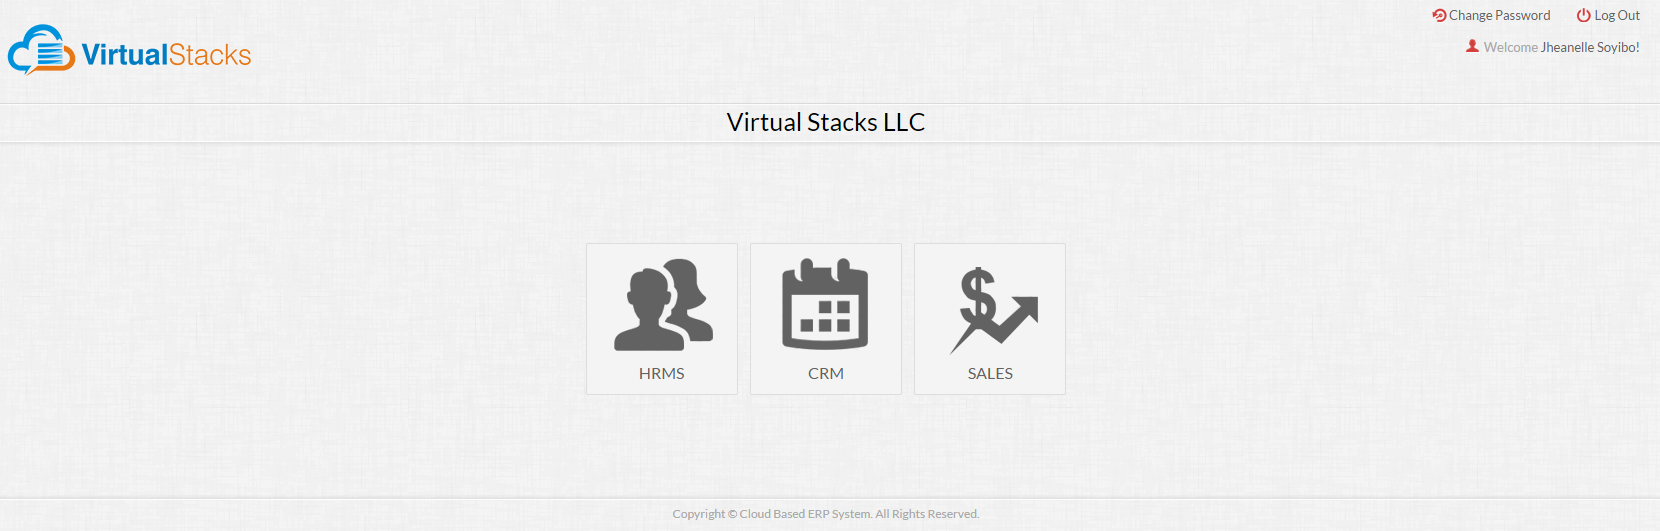 Change Password
Log Out
VirtualStacks
Welcome Jheanelle Soyibo!
Virtual Stacks LLC
HRMS
CRM
SALES
Copyright © Cloud Based ERP System. All Rights Reserved.